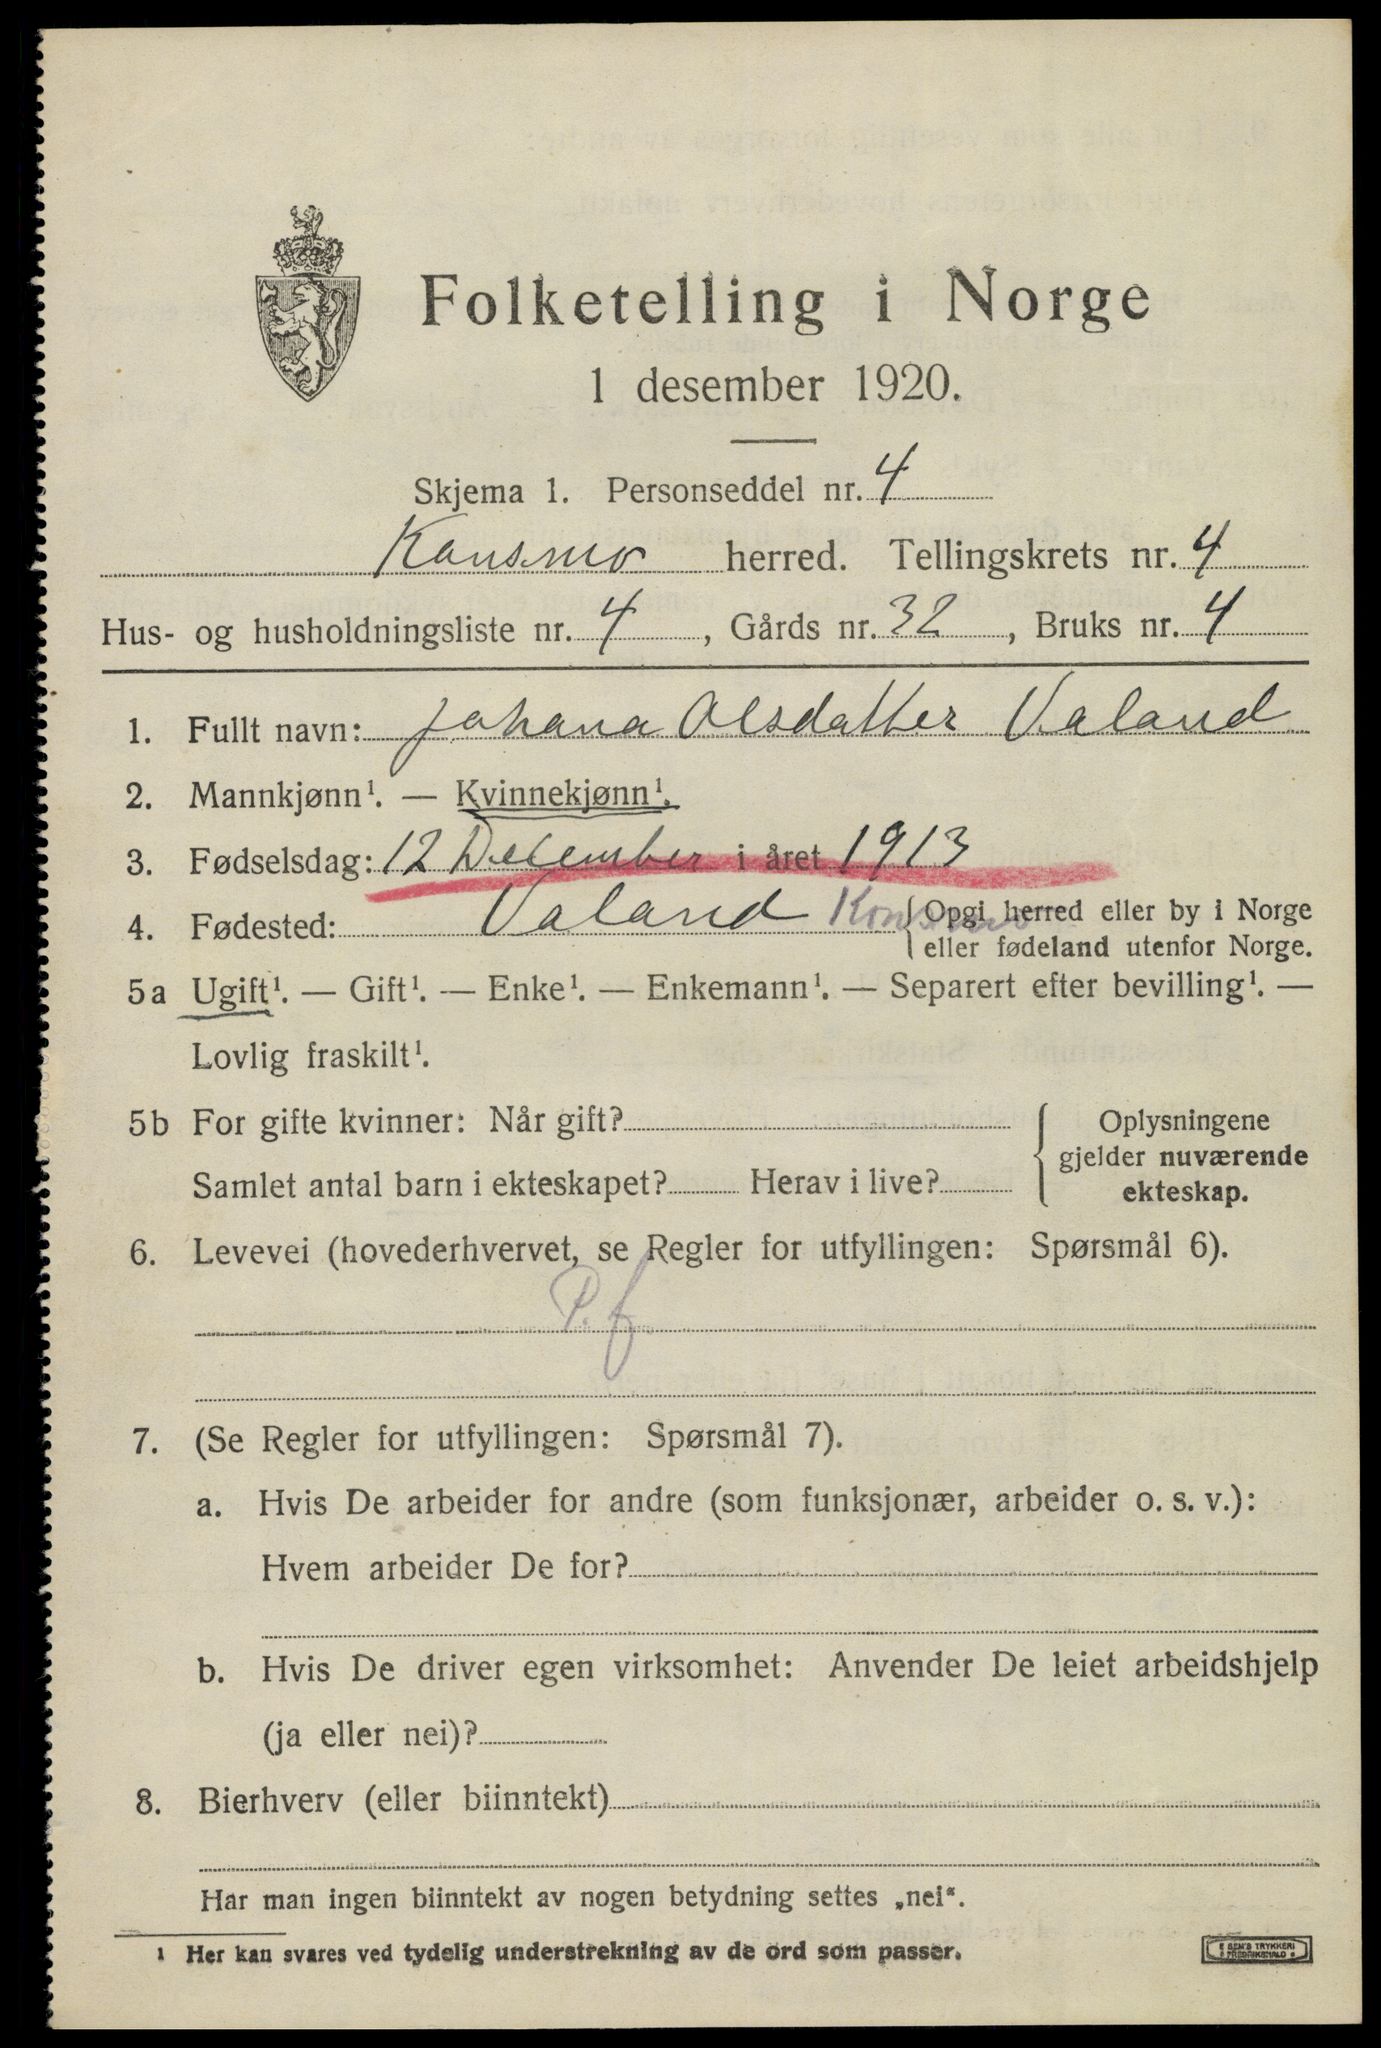 Folketelling i Norge
1 desember 1920.
Skjema 1. Personseddel nr. 4
Konsmo herred. Tellingskrets nr. 4
Hus- og husholdningsliste nr. 4, Gårds nr. 32, Bruks nr. 4
1. Fullt navn: Johana Olsdatter Valand
2. Mannkjønn¹. — Kvinnekjønn¹.
3. Fødselsdag: 12 December i året 1913
4. Fødested: Valand Konsmo {Opgi herred eller by i Norge
eller fødeland utenfor Norge.
5a Ugift¹. — Gift¹. — Enke¹. — Enkemann¹. — Separert efter bevilling¹. —
Lovlig fraskilt¹.
5b For gifte kvinner: Når gift?
Samlet antal barn i ekteskapet? Herav i live?
Oplysningene
gjelder nuværende
ekteskap.
6. Levevei (hovederhvervet, se Regler for utfyllingen: Spørsmål 6).
P.f
7. (Se Regler for utfyllingen: Spørsmål 7).
a. Hvis De arbeider for andre (som funksjonær, arbeider o. s. v.):
Hvem arbeider De for?
b. Hvis De driver egen virksomhet: Anvender De leiet arbeidshjelp
(ja eller nei)?
8. Bierhverv (eller biinntekt)
Har man ingen biinntekt av nogen betydning settes „nei“.
1 Her kan svares ved tydelig understrekning av de ord som passer.
E SEM'S TRYKKERI
FREDRIKSHALD